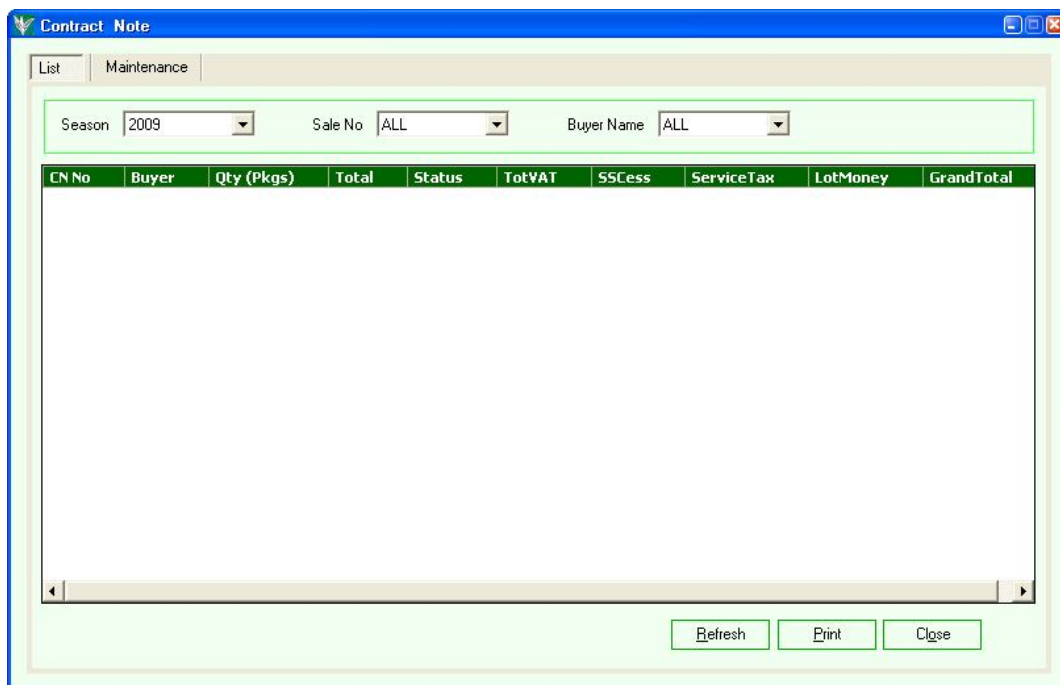 Contract Note
List Maintenance
Season 2009 Sale No ALL Buyer Name ALL
CN No Buyer Qty (Pkgs) Total Status TotVAT SSCess ServiceTax LotMoney GrandTotal
Refresh Print Close